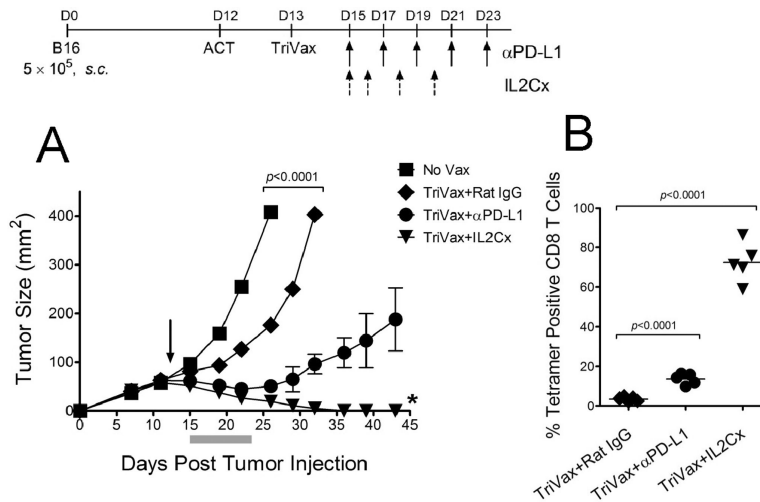 D0 D12 D13 D15 D17 D19 D21 D23
B16 ACT TriVax αPD-L1
5 × 10⁵, s.c. IL2Cx
A
No Vax
TriVax+Rat IgG
TriVax+αPD-L1
TriVax+IL2Cx
p<0.0001
Tumor Size (mm²)
400
300
200
100
0
*
0 5 10 15 20 25 30 35 40 45
Days Post Tumor Injection
B
p<0.0001
p<0.0001
% Tetramer Positive CD8 T Cells
100
80
60
40
20
0
TriVax+Rat IgG
TriVax+αPD-L1
TriVax+IL2Cx